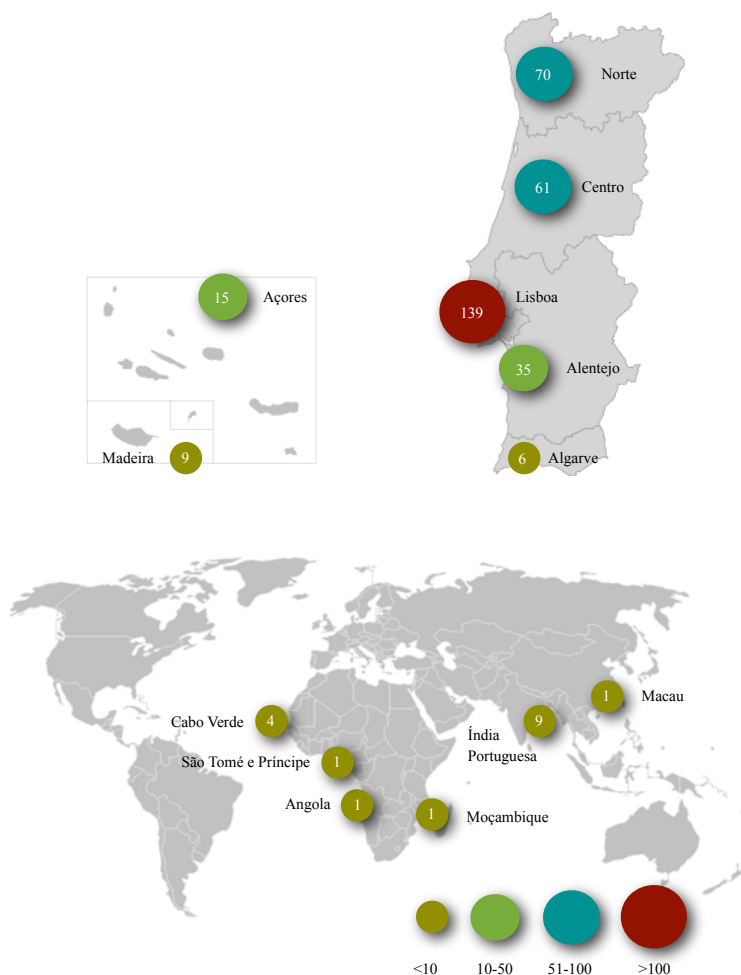 70
Norte
61
Centro
15
Açores
139
Lisboa
35
Alentejo
Madeira
9
6
Algarve
1
Macau
Cabo Verde
4
9
Índia
Portuguesa
São Tomé e Príncipe
1
Angola
1
1
Moçambique
<10
10-50
51-100
>100